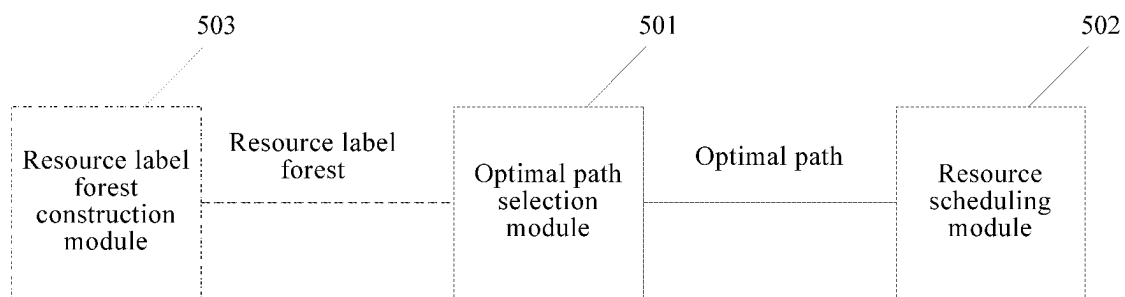 503
501
502
Resource label
forest
construction
module
Resource label
forest
Optimal path
selection
module
Optimal path
Resource
scheduling
module